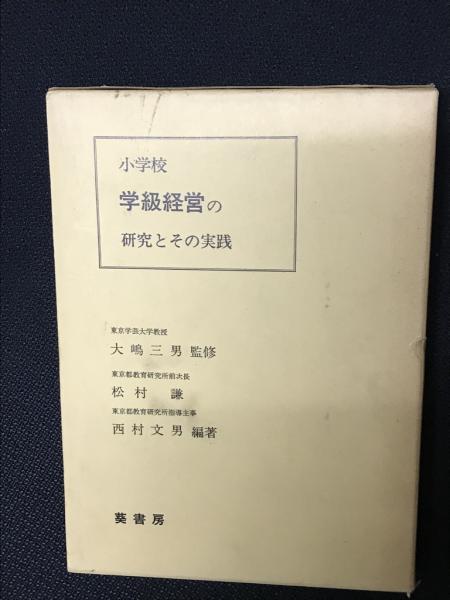 小学校
学級経営の
研究とその実践
東京学芸大学教授
大嶋三男監修
東京都教育研究所前次長
松村謙
東京都教育研究所指導主事
西村文男編著
葵書房